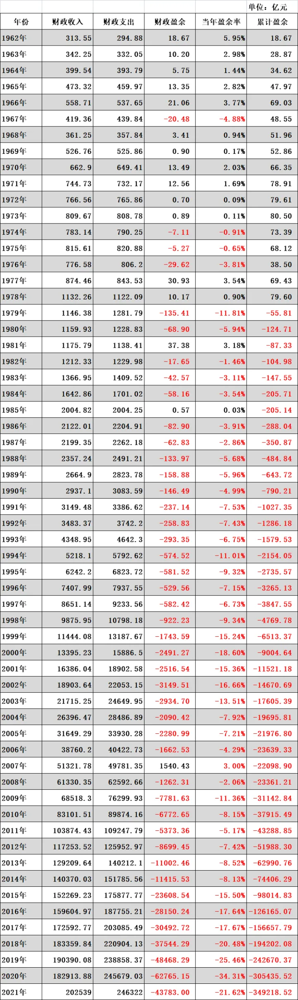 单位：亿元
年份 财政收入 财政支出 财政盈余 当年盈余率 累计盈余
1962年 313.55 294.88 18.67 5.95% 18.67
1963年 342.25 332.05 10.20 2.98% 28.87
1964年 399.54 393.79 5.75 1.44% 34.62
1965年 473.32 459.97 13.35 2.82% 47.97
1966年 558.71 537.65 21.06 3.77% 69.03
1967年 419.36 439.84 -20.48 -4.88% 48.55
1968年 361.25 357.84 3.41 0.94% 51.96
1969年 526.76 525.86 0.90 0.17% 52.86
1970年 662.9 649.41 13.49 2.03% 66.35
1971年 744.73 732.17 12.56 1.69% 78.91
1972年 766.56 765.86 0.70 0.09% 79.61
1973年 809.67 808.78 0.89 0.11% 80.50
1974年 783.14 790.25 -7.11 -0.91% 73.39
1975年 815.61 820.88 -5.27 -0.65% 68.12
1976年 776.58 806.2 -29.62 -3.81% 38.50
1977年 874.46 843.53 30.93 3.54% 69.43
1978年 1132.26 1122.09 10.17 0.90% 79.60
1979年 1146.38 1281.79 -135.41 -11.81% -55.81
1980年 1159.93 1228.83 -68.90 -5.94% -124.71
1981年 1175.79 1138.41 37.38 3.18% -87.33
1982年 1212.33 1229.98 -17.65 -1.46% -104.98
1983年 1366.95 1409.52 -42.57 -3.11% -147.55
1984年 1642.86 1701.02 -58.16 -3.54% -205.71
1985年 2004.82 2004.25 0.57 0.03% -205.14
1986年 2122.01 2204.91 -82.90 -3.91% -288.04
1987年 2199.35 2262.18 -62.83 -2.86% -350.87
1988年 2357.24 2491.21 -133.97 -5.68% -484.84
1989年 2664.9 2823.78 -158.88 -5.96% -643.72
1990年 2937.1 3083.59 -146.49 -4.99% -790.21
1991年 3149.48 3386.62 -237.14 -7.53% -1027.35
1992年 3483.37 3742.2 -258.83 -7.43% -1286.18
1993年 4348.95 4642.3 -293.35 -6.75% -1579.53
1994年 5218.1 5792.62 -574.52 -11.01% -2154.05
1995年 6242.2 6823.72 -581.52 -9.32% -2735.57
1996年 7407.99 7937.55 -529.56 -7.15% -3265.13
1997年 8651.14 9233.56 -582.42 -6.73% -3847.55
1998年 9875.95 10798.18 -922.23 -9.34% -4769.78
1999年 11444.08 13187.67 -1743.59 -15.24% -6513.37
2000年 13395.23 15886.5 -2491.27 -18.60% -9004.64
2001年 16386.04 18902.58 -2516.54 -15.36% -11521.18
2002年 18903.64 22053.15 -3149.51 -16.66% -14670.69
2003年 21715.25 24649.95 -2934.70 -13.51% -17605.39
2004年 26396.47 28486.89 -2090.42 -7.92% -19695.81
2005年 31649.29 33930.28 -2280.99 -7.21% -21976.80
2006年 38760.2 40422.73 -1662.53 -4.29% -23639.33
2007年 51321.78 49781.35 1540.43 3.00% -22098.90
2008年 61330.35 62592.66 -1262.31 -2.06% -23361.21
2009年 68518.3 76299.93 -7781.63 -11.36% -31142.84
2010年 83101.51 89874.16 -6772.65 -8.15% -37915.49
2011年 103874.43 109247.79 -5373.36 -5.17% -43288.85
2012年 117253.52 125952.97 -8699.45 -7.42% -51988.30
2013年 129209.64 140212.1 -11002.46 -8.52% -62990.76
2014年 140370.03 151785.56 -11415.53 -8.13% -74406.29
2015年 152269.23 175877.77 -23608.54 -15.50% -98014.83
2016年 159604.97 187755.21 -28150.24 -17.64% -126165.07
2017年 172592.77 203085.49 -30492.72 -17.67% -156657.79
2018年 183359.84 220904.13 -37544.29 -20.48% -194202.08
2019年 190390.08 238858.37 -48468.29 -25.46% -242670.37
2020年 182913.88 245679.03 -62765.15 -34.31% -305435.52
2021年 202539 246322 -43783.00 -21.62% -349218.52